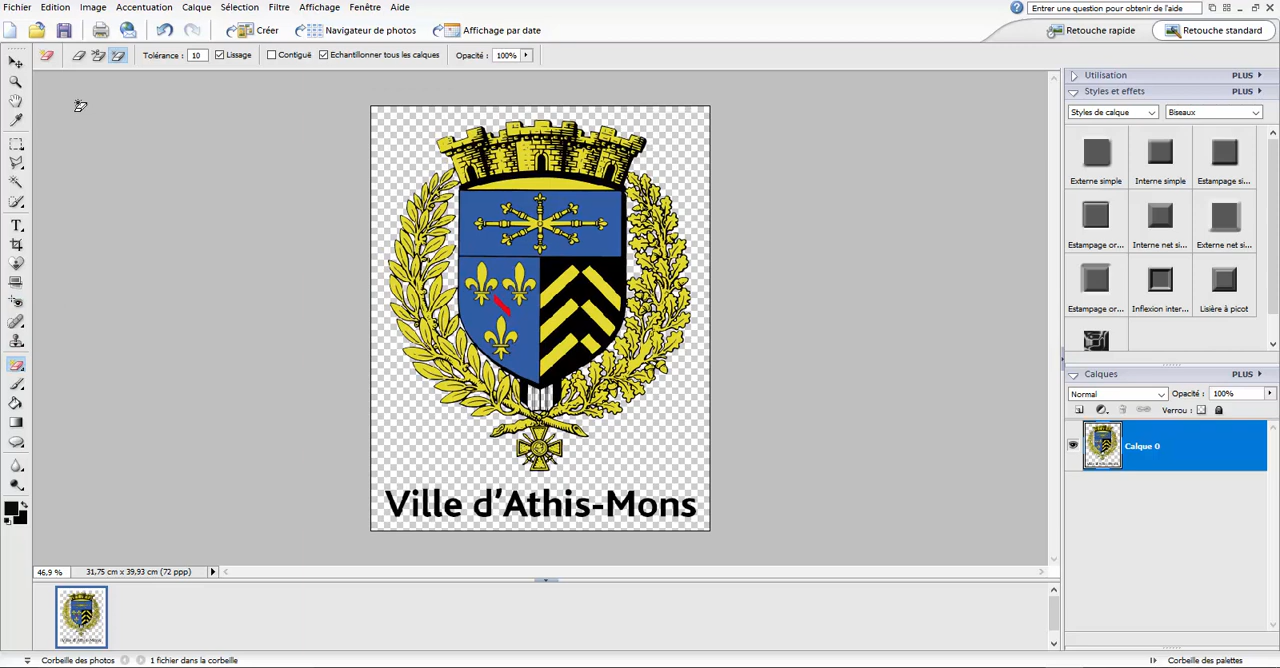 Fichier Edition Image Accentuation Calque Sélection Filtre Affichage Fenêtre Aide
Entrer une question pour obtenir de l'aide
Créer Navigateur de photos Affichage par date
Retouche rapide Retouche standard
Tolérance : 10 Lissage Contiguë Echantillonner tous les calques Opacité : 100%
Utilisation PLUS
Styles et effets PLUS
Styles de calque Biseaux
Externe simple Interne simple Estampage si...
Estampage or... Interne net si... Externe net si...
Estampage or... Inflexion inter... Lisière à picot
Calques PLUS
Normal Opacité : 100%
Verrou :
Calque 0
Ville d'Athis-Mons
46,9 % 31,75 cm x 39,93 cm (72 ppp)
Corbeille des photos 1 fichier dans la corbeille Corbeille des palettes